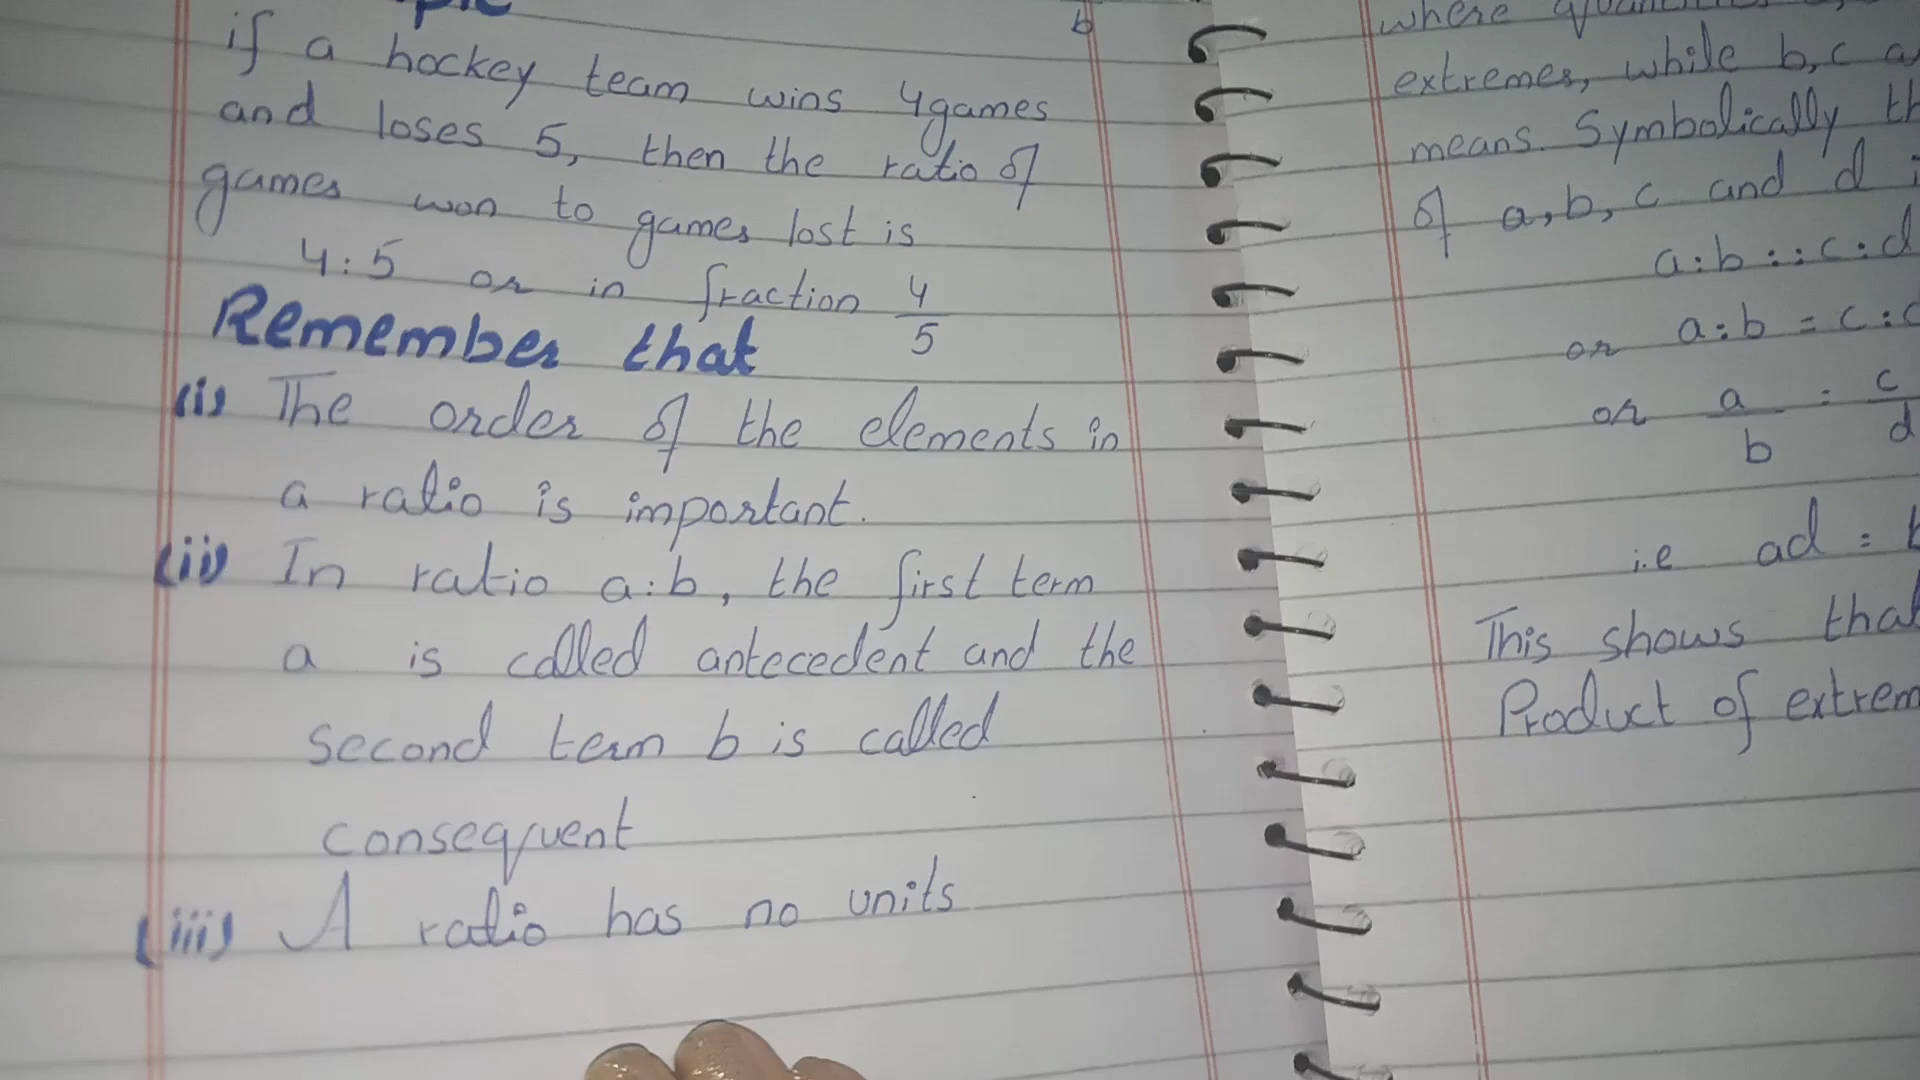 b
if a hockey team wins 4games
and loses 5, then the ratio of
games won to games lost is
4:5 or in fraction 4/5
Remember that
(i) The order of the elements in
a ratio is important.
(ii) In ratio a:b, the first term
a is called antecedent and the
second term b is called
consequent
(iii) A ratio has no units
where
extremes, while b, c
means. Symbolically
of a, b, c and d
a:b::c:d
or a:b = c:
or a/b = c/d
i.e ad =
This shows that
Product of